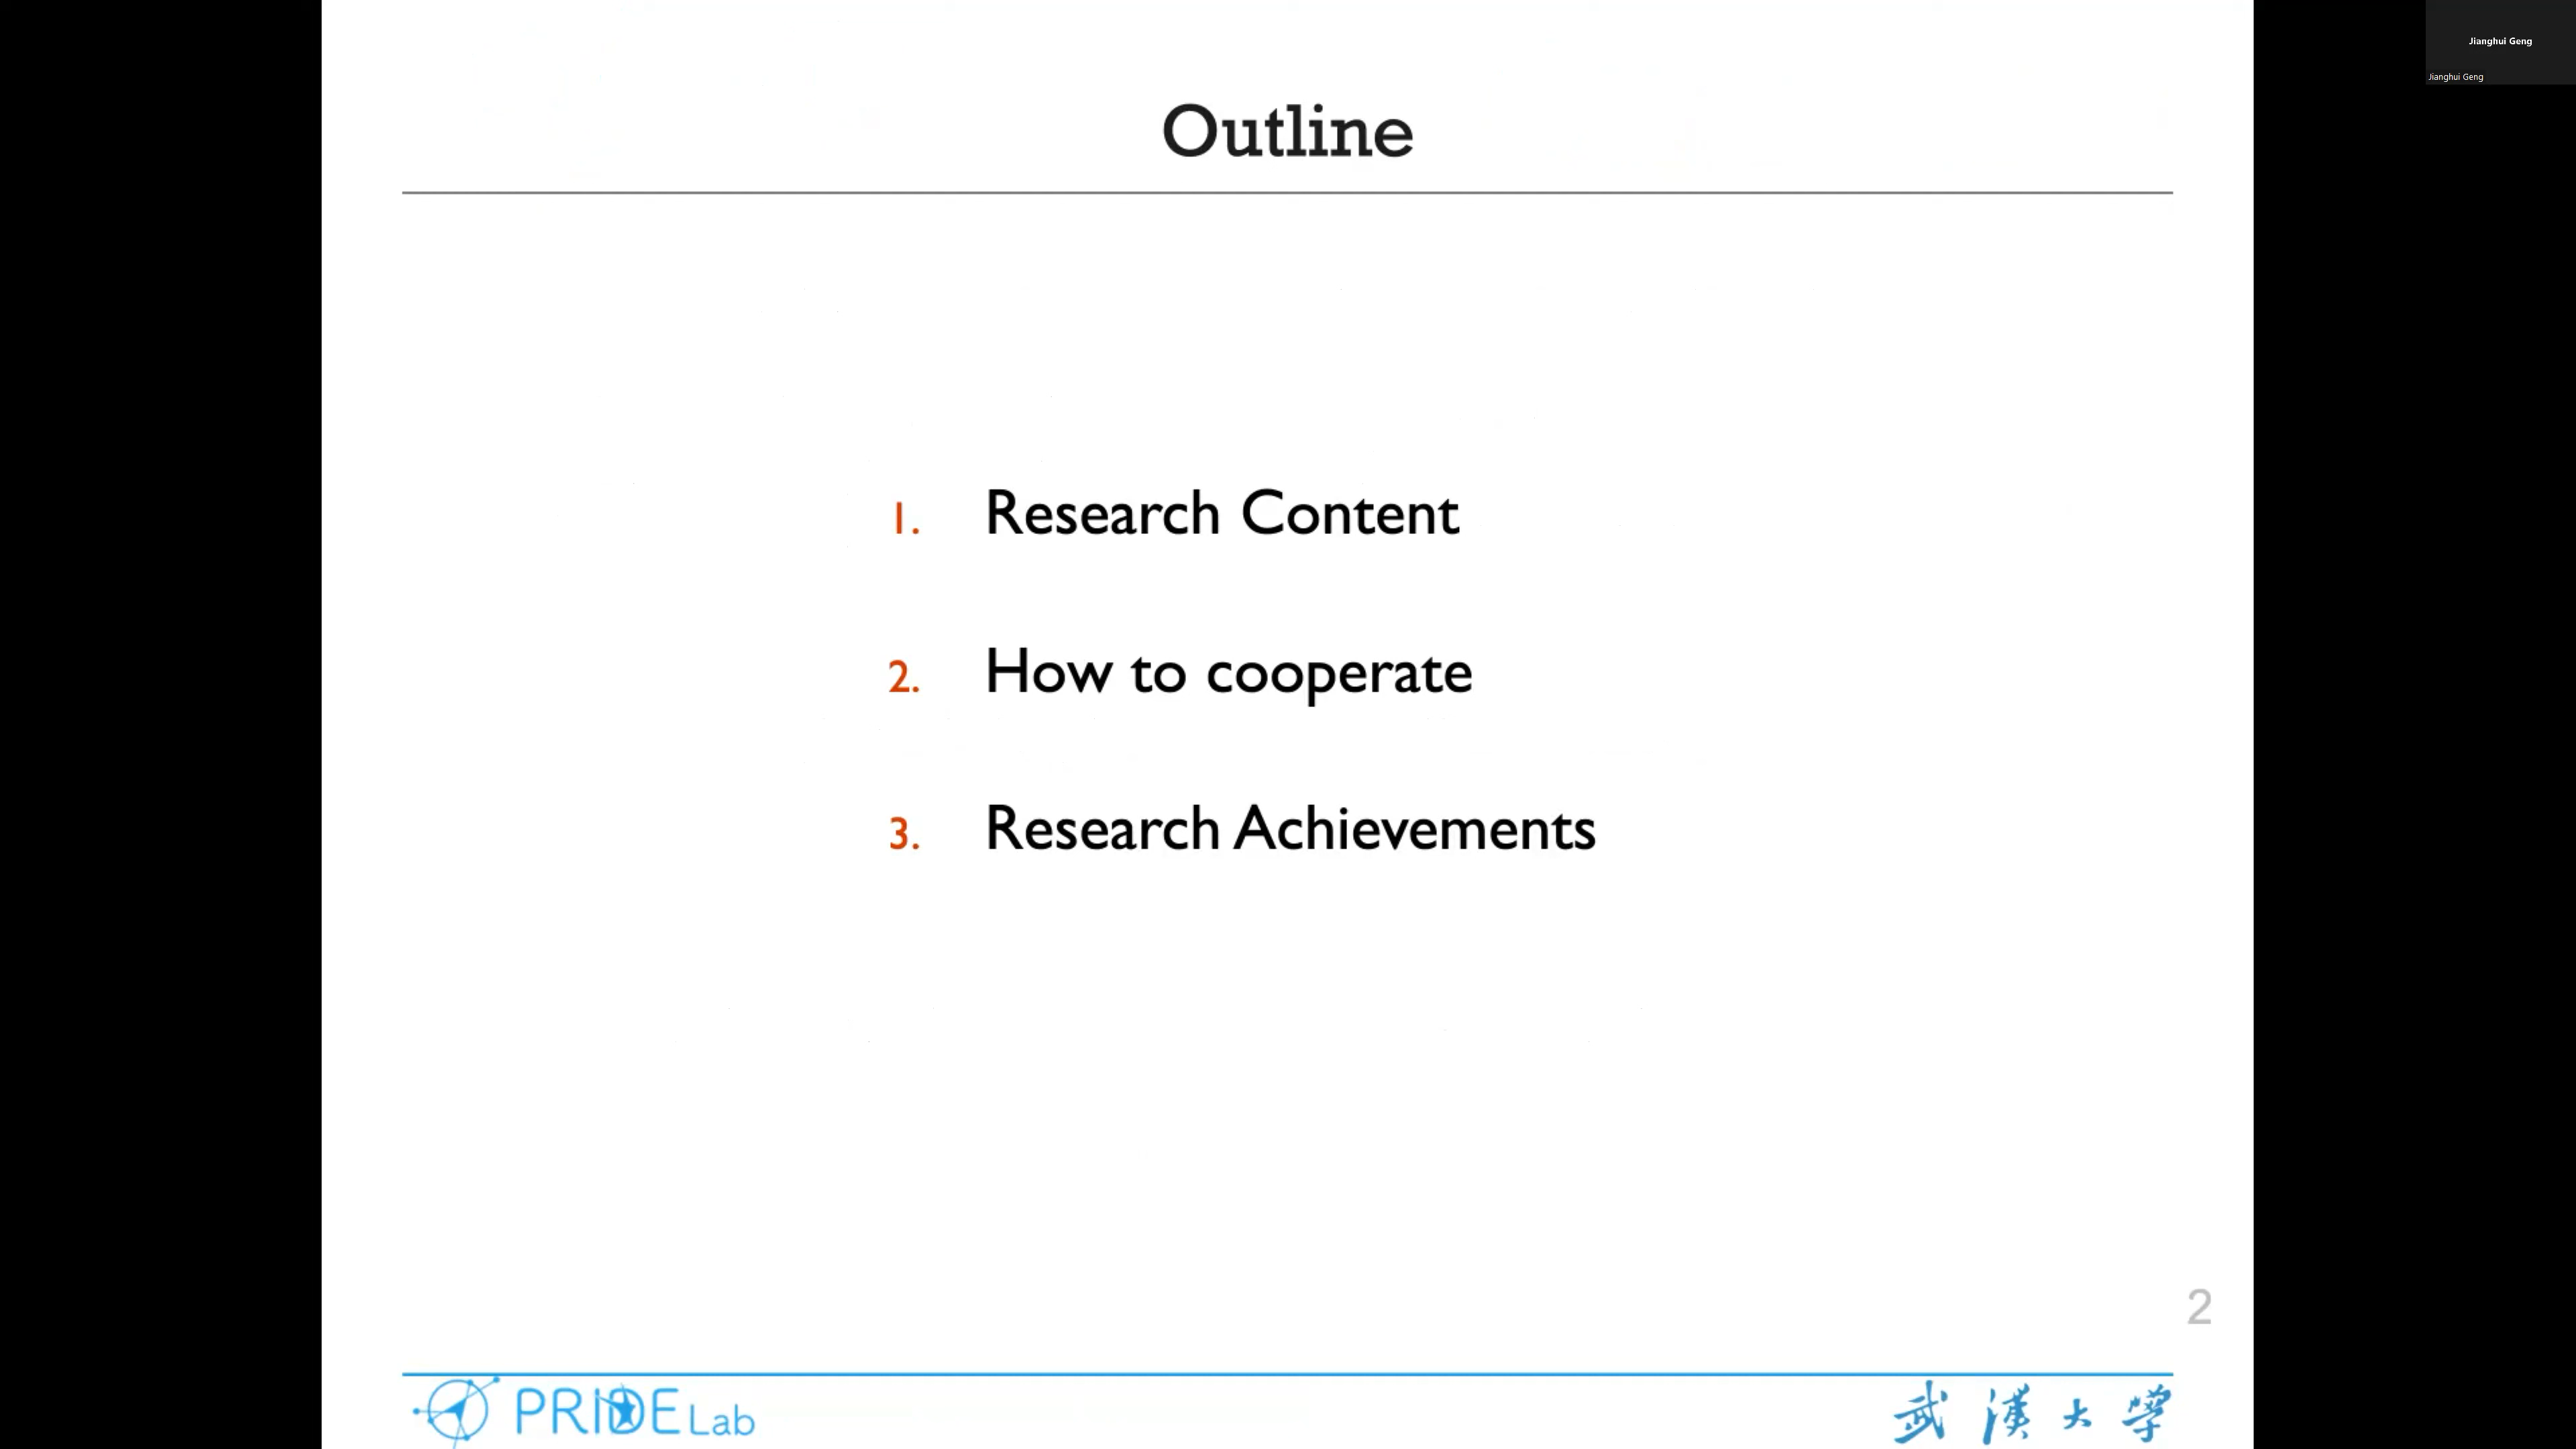 Jianghui Geng
Jianghui Geng
Outline
1. Research Content
2. How to cooperate
3. Research Achievements
2
PRIDE Lab
武漢大學